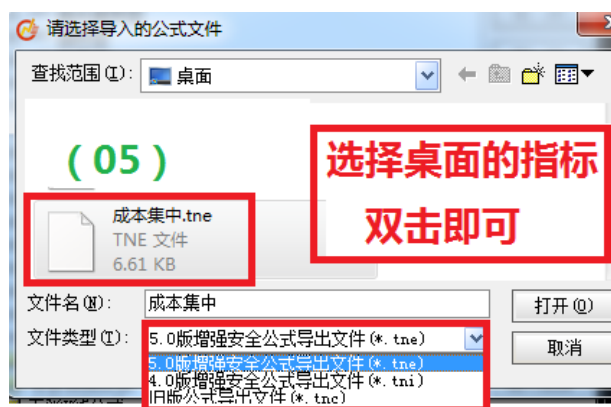 请选择导入的公式文件
查找范围(I):
桌面
(05)
选择桌面的指标
双击即可
成本集中.tne
TNE 文件
6.61 KB
文件名(N):
成本集中
打开(O)
文件类型(T):
5.0版增强安全公式导出文件(*.tne)
取消
5.0版增强安全公式导出文件(*.tne)
4.0版增强安全公式导出文件(*.tni)
旧版公式导出文件(*.tnc)